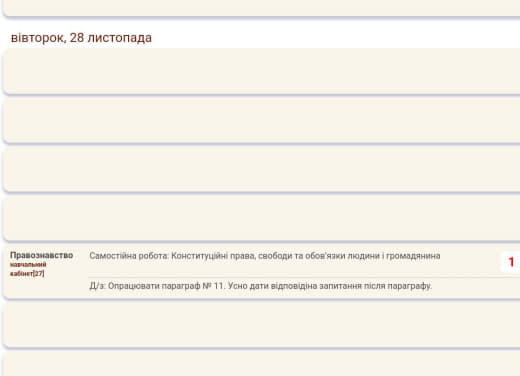 вівторок, 28 листопада
Правознавство
навчальний
кабінет[27]
Самостійна робота: Конституційні права, свободи та обов'язки людини і громадянина
1
Д/з: Опрацювати параграф № 11. Усно дати відповідіна запитання після параграфу.